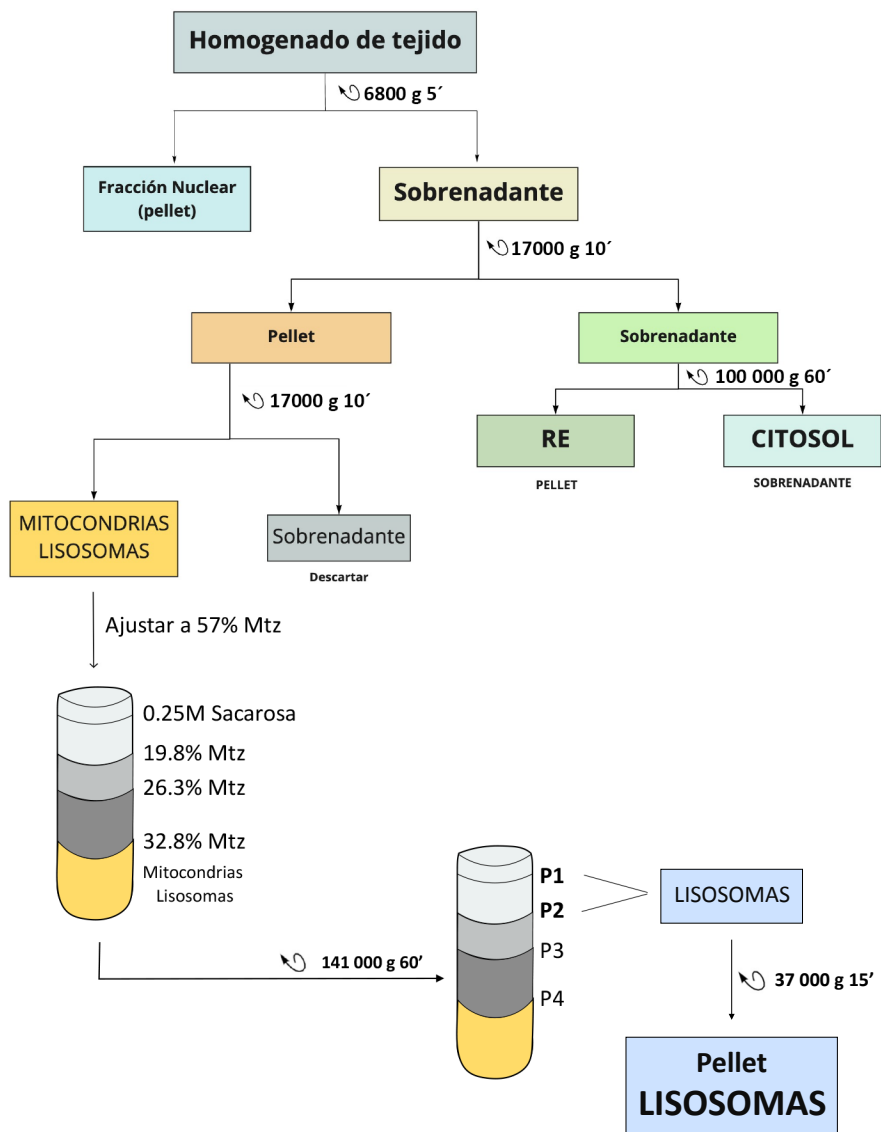 Homogenado de tejido
6800 g 5´
Fracción Nuclear
(pellet)
Sobrenadante
17000 g 10´
Pellet
Sobrenadante
17000 g 10´
100 000 g 60´
RE
CITOSOL
PELLET
SOBRENADANTE
MITOCONDRIAS
LISOSOMAS
Sobrenadante
Descartar
Ajustar a 57% Mtz
0.25M Sacarosa
19.8% Mtz
26.3% Mtz
32.8% Mtz
Mitocondrias
Lisosomas
141 000 g 60’
P1
P2
P3
P4
LISOSOMAS
37 000 g 15’
Pellet
LISOSOMAS